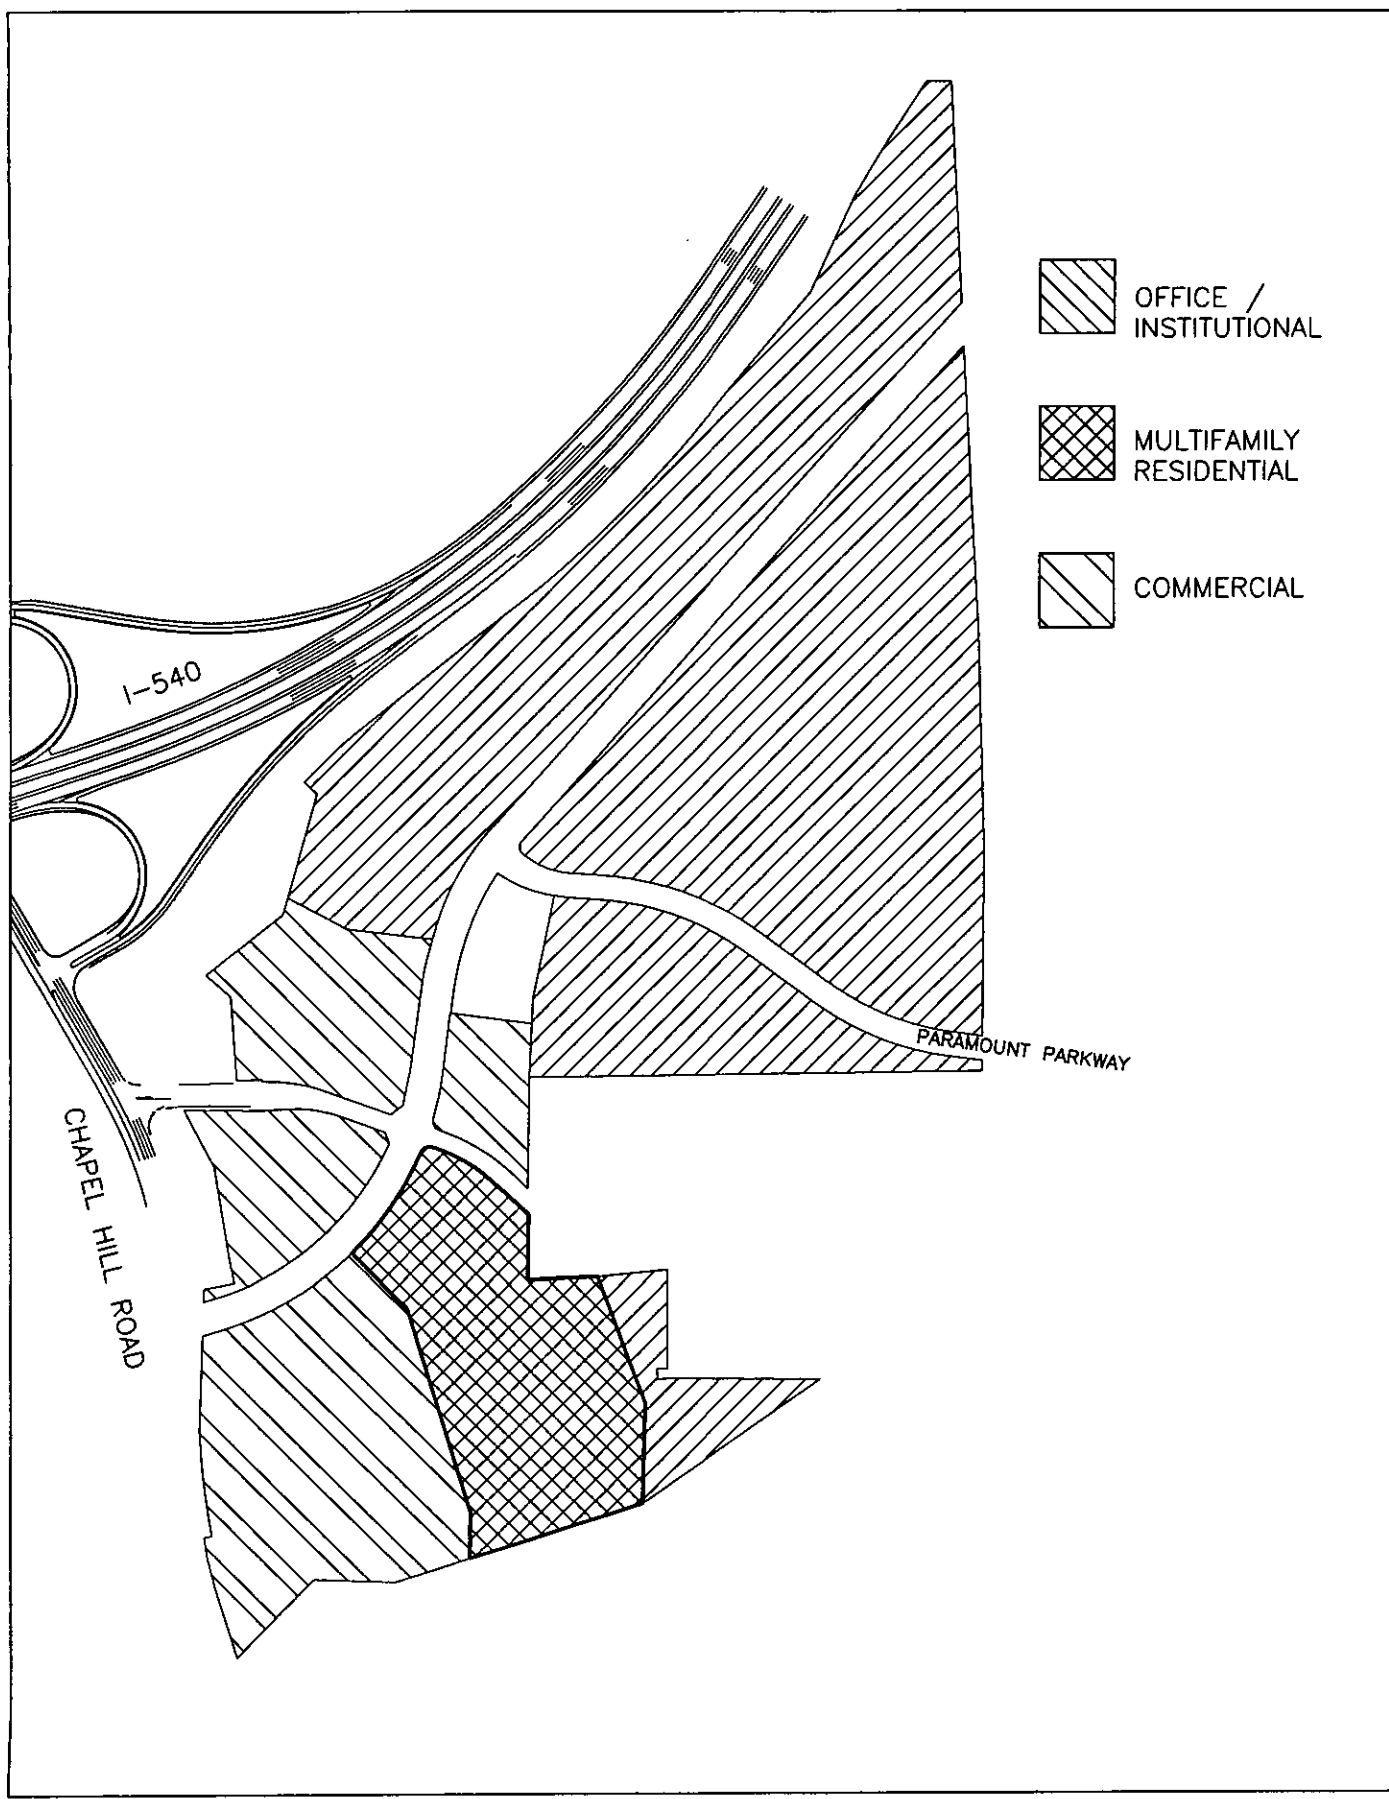 OFFICE /
INSTITUTIONAL
MULTIFAMILY
RESIDENTIAL
COMMERCIAL
I-540
PARAMOUNT PARKWAY
CHAPEL HILL ROAD